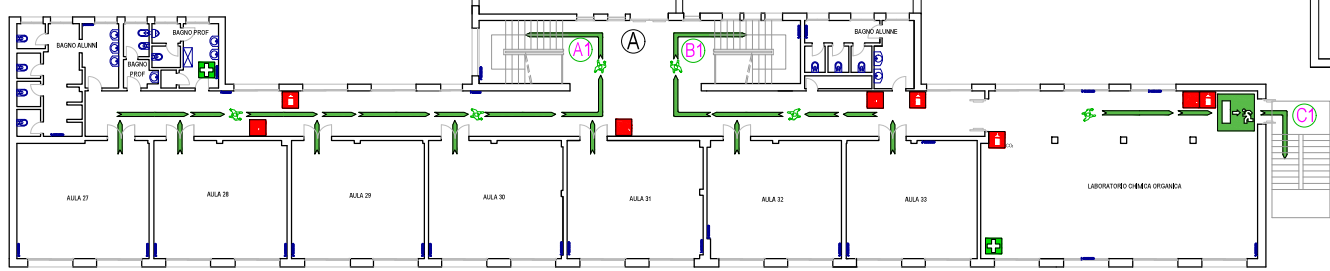 BAGNO ALUNNI
BAGNO PROF
BAGNO
PROF
A1
A
B1
BAGNO ALUNNE
C1
AULA 27
AULA 28
AULA 29
AULA 30
AULA 31
AULA 32
AULA 33
LABORATORIO CHIMICA ORGANICA